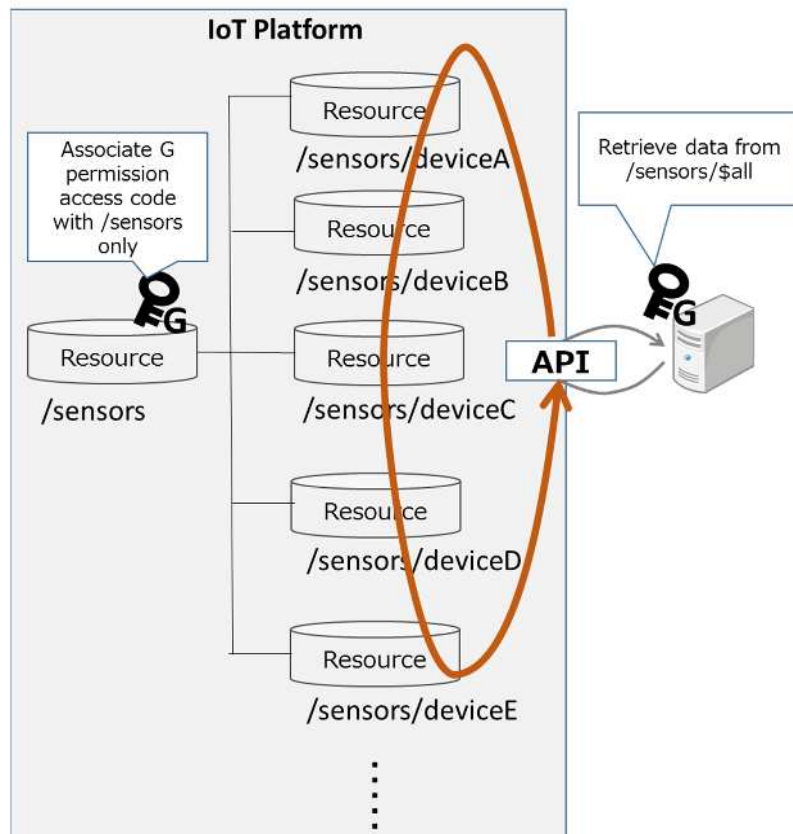 IoT Platform
Resource
/sensors/deviceA
Associate G
permission
access code
with /sensors
only
Retrieve data from
/sensors/$all
Resource
/sensors/deviceB
G
G
Resource
/sensors
Resource
/sensors/deviceC
API
Resource
/sensors/deviceD
Resource
/sensors/deviceE